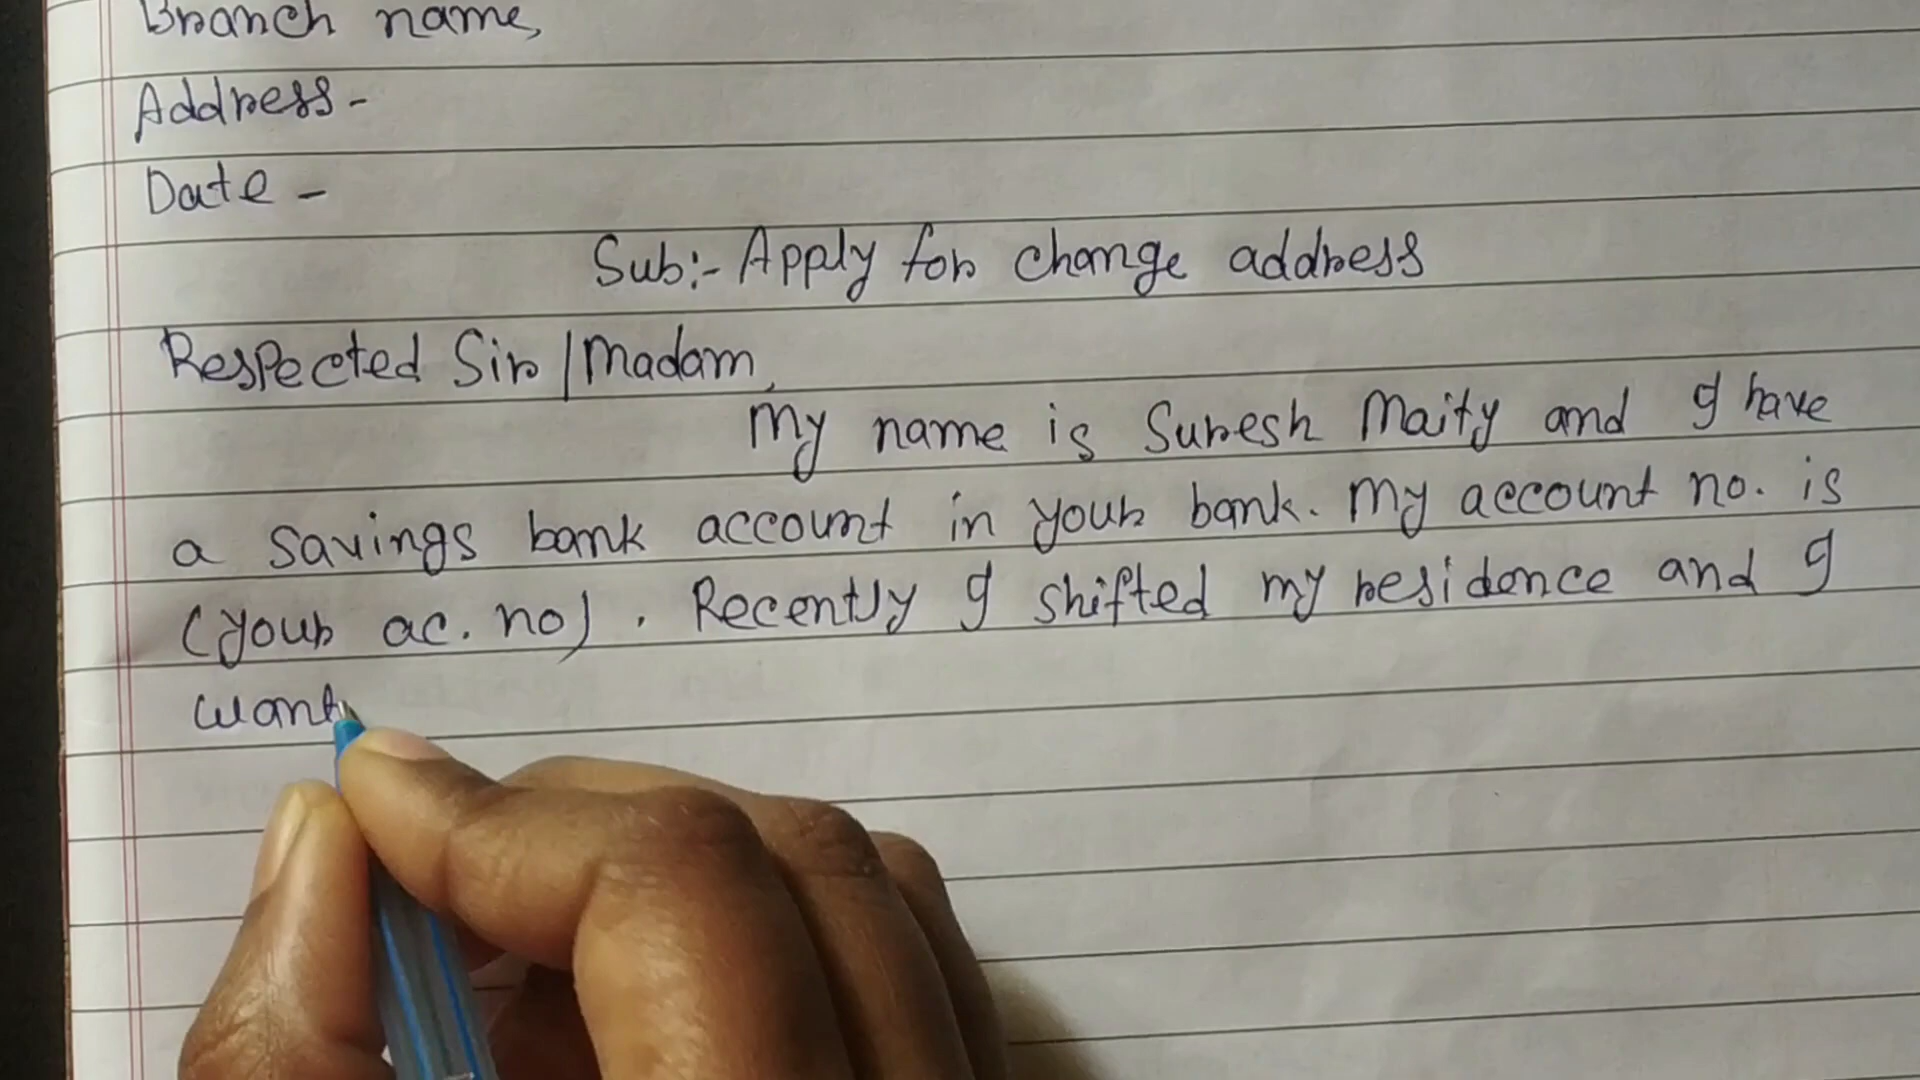 Branch name,
Address -
Date -
Sub:- Apply for change address
Respected Sir/Madam,
My name is Suresh Maity and I have
a savings bank account in your bank. My account no. is
(your ac. no). Recently I shifted my residence and I
want